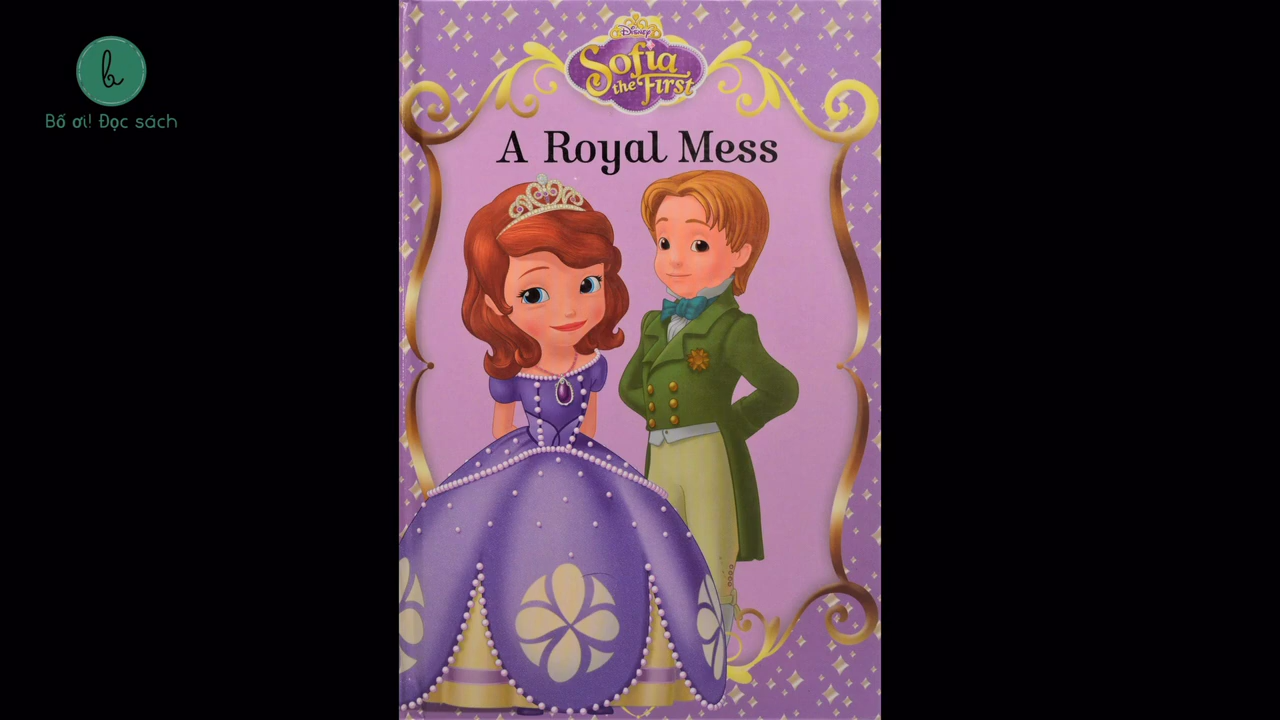 b
Bố ơi! Đọc sách
Disney
Sofia
the First
A Royal Mess